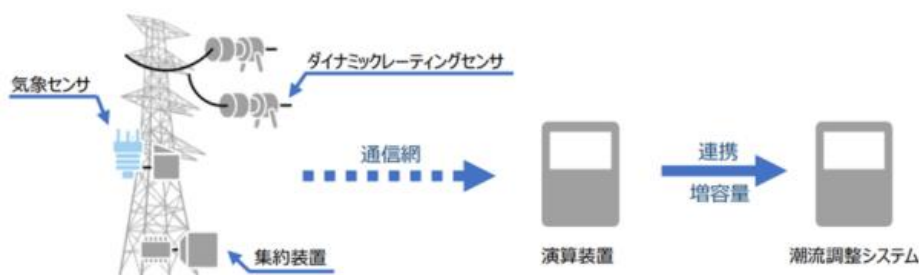 ダイナミックレーティングセンサ
気象センサ
通信網
連携
増容量
集約装置
演算装置
潮流調整システム